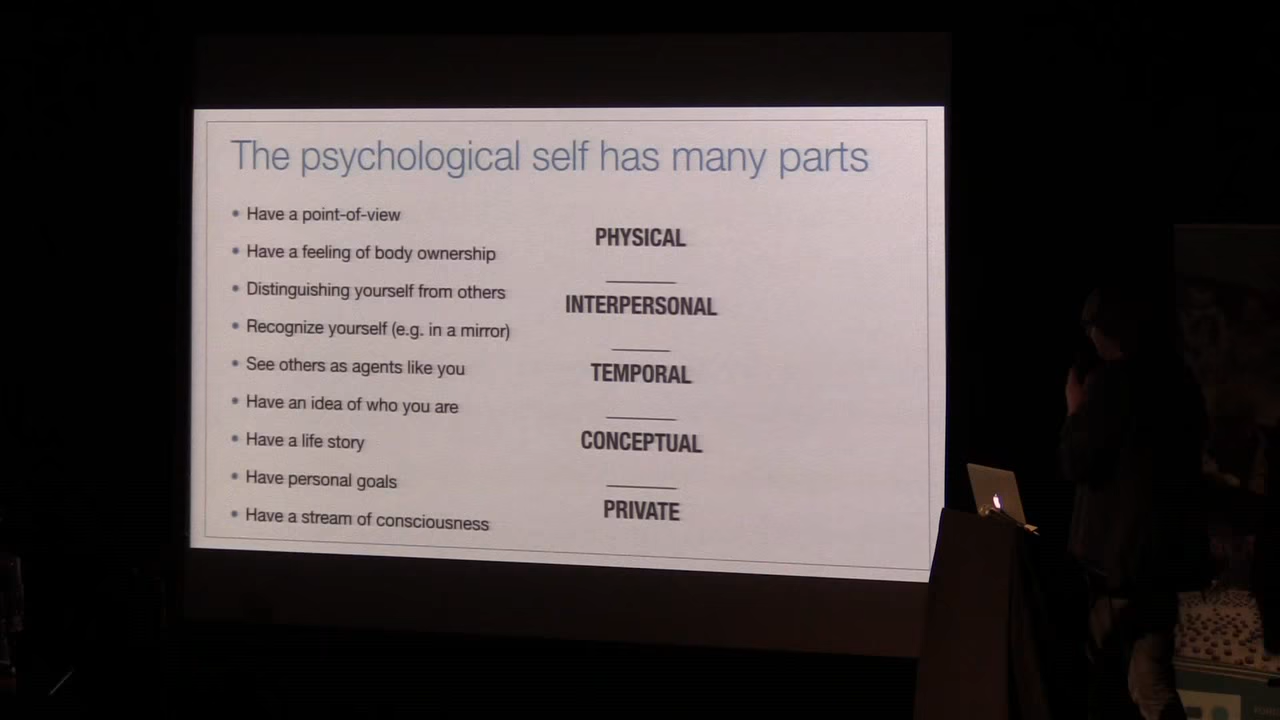 The psychological self has many parts
• Have a point-of-view
• Have a feeling of body ownership
• Distinguishing yourself from others
• Recognize yourself (e.g. in a mirror)
• See others as agents like you
• Have an idea of who you are
• Have a life story
• Have personal goals
• Have a stream of consciousness
PHYSICAL
INTERPERSONAL
TEMPORAL
CONCEPTUAL
PRIVATE